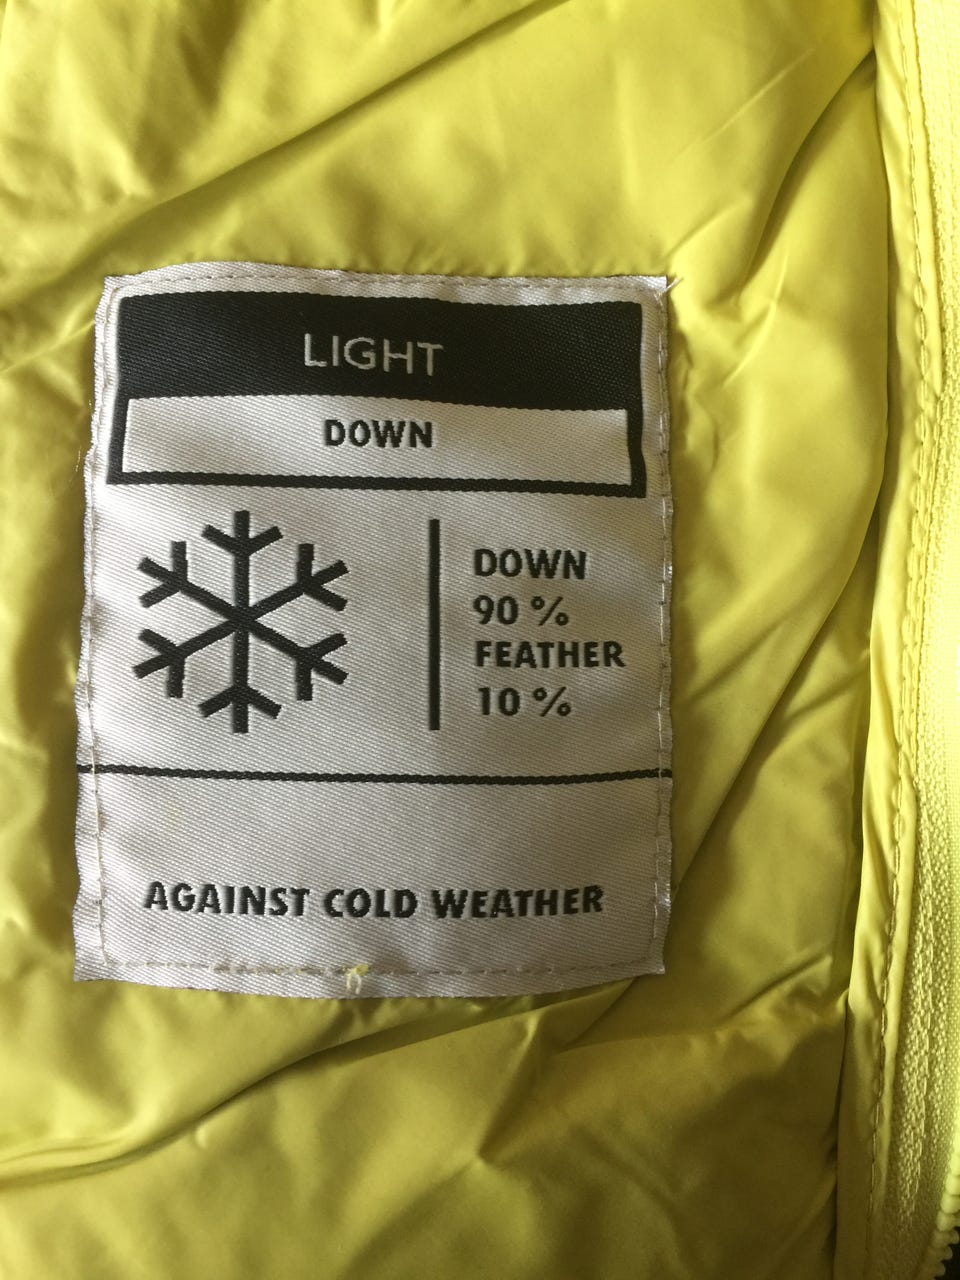 LIGHT
DOWN
DOWN
90 %
FEATHER
10 %
AGAINST COLD WEATHER